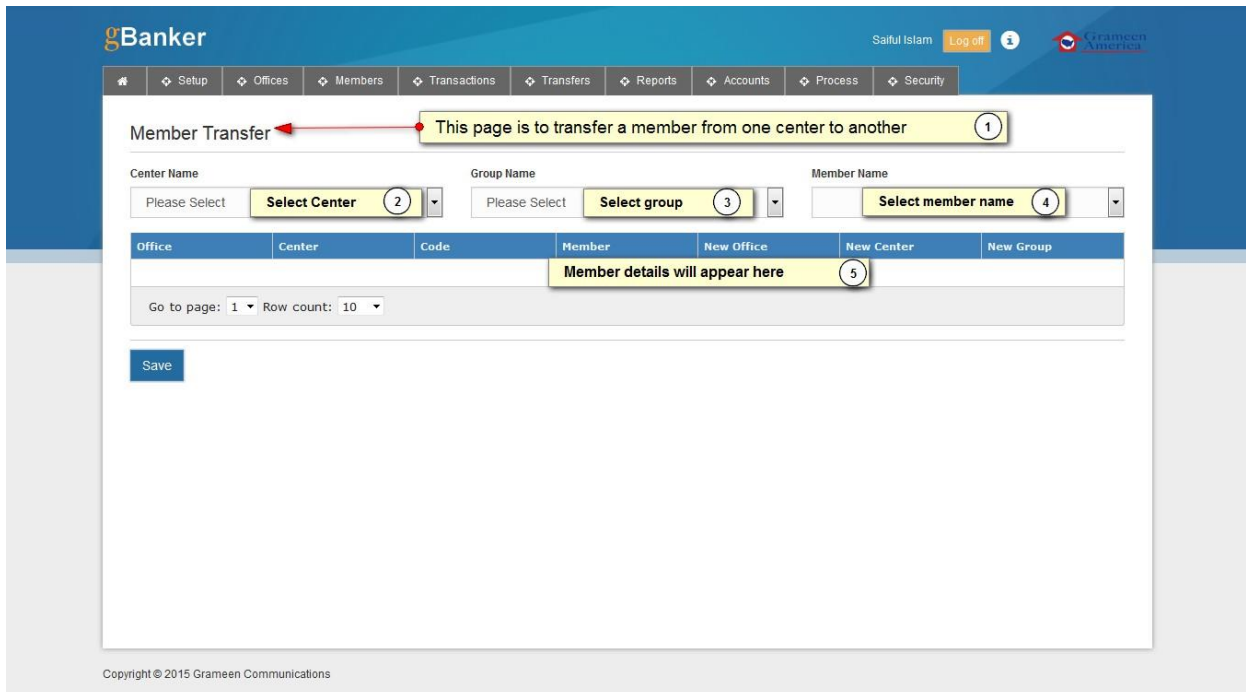 gBanker
Saiful Islam Log off i Grameen America
Setup Offices Members Transactions Transfers Reports Accounts Process Security
Member Transfer This page is to transfer a member from one center to another 1
Center Name Group Name Member Name
Please Select Select Center 2 Please Select Select group 3 Select member name 4
Office Center Code Member New Office New Center New Group
Member details will appear here 5
Go to page: 1 Row count: 10
Save
Copyright © 2015 Grameen Communications